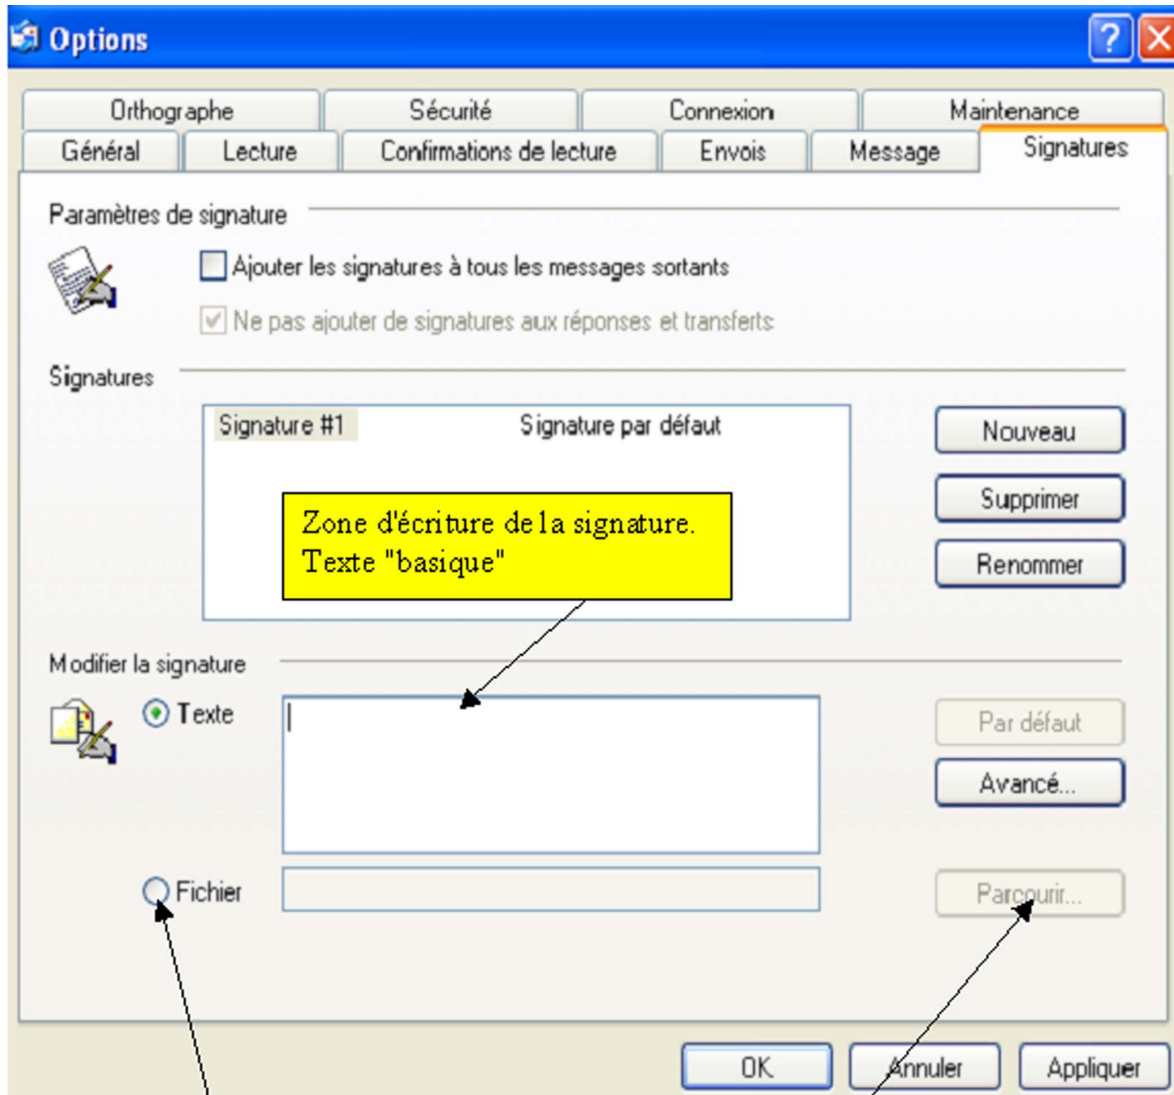 Options
Orthographe Sécurité Connexion Maintenance
Général Lecture Confirmations de lecture Envois Message Signatures
Paramètres de signature
Ajouter les signatures à tous les messages sortants
Ne pas ajouter de signatures aux réponses et transferts
Signatures
Signature #1 Signature par défaut
Nouveau
Supprimer
Renommer
Zone d'écriture de la signature.
Texte "basique"
Modifier la signature
Texte
Par défaut
Avancé...
Fichier
Parcourir...
OK Annuler Appliquer